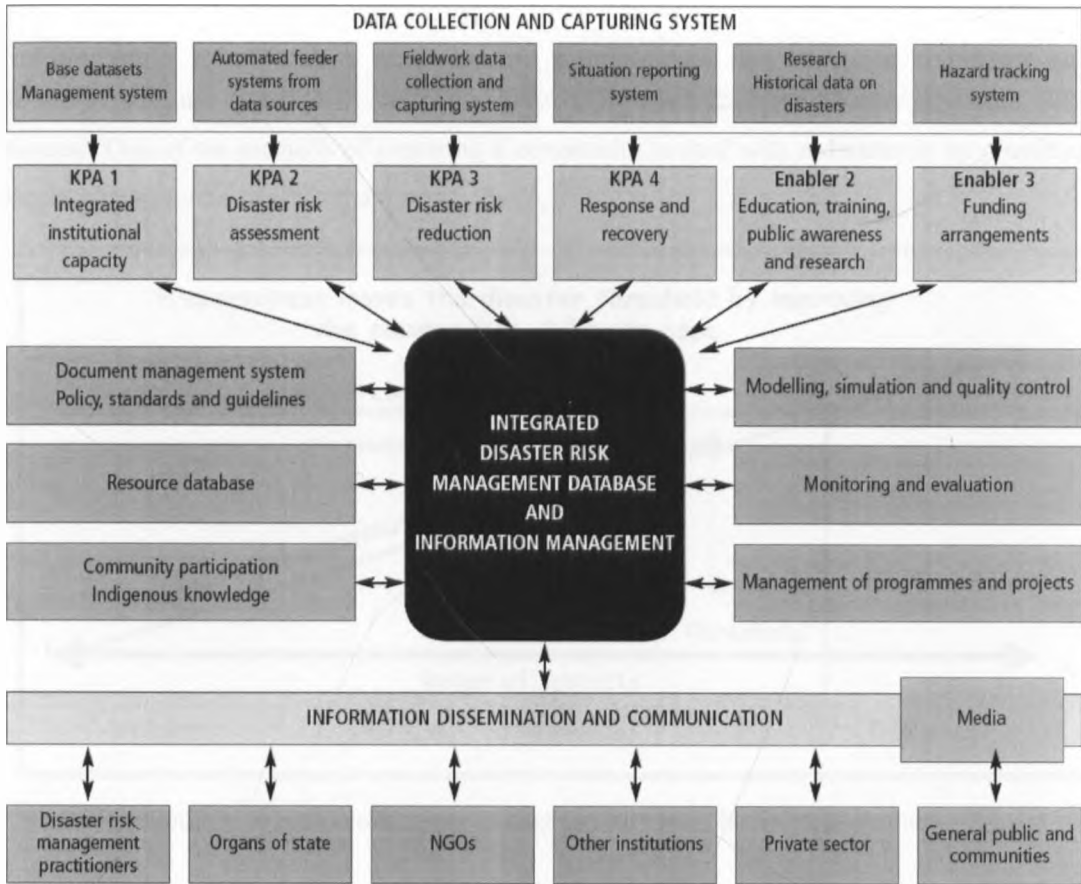 DATA COLLECTION AND CAPTURING SYSTEM
Base datasets
Management system
Automated feeder
systems from
data sources
Fieldwork data
collection and
capturing system
Situation reporting
system
Research
Historical data on
disasters
Hazard tracking
system
KPA 1
Integrated
institutional
capacity
KPA 2
Disaster risk
assessment
KPA 3
Disaster risk
reduction
KPA 4
Response and
recovery
Enabler 2
Education, training,
public awareness
and research
Enabler 3
Funding
arrangements
Document management system
Policy, standards and guidelines
Resource database
Community participation
Indigenous knowledge
INTEGRATED
DISASTER RISK
MANAGEMENT DATABASE
AND
INFORMATION MANAGEMENT
Modelling, simulation and quality control
Monitoring and evaluation
Management of programmes and projects
INFORMATION DISSEMINATION AND COMMUNICATION
Media
Disaster risk
management
practitioners
Organs of state
NGOs
Other institutions
Private sector
General public and
communities